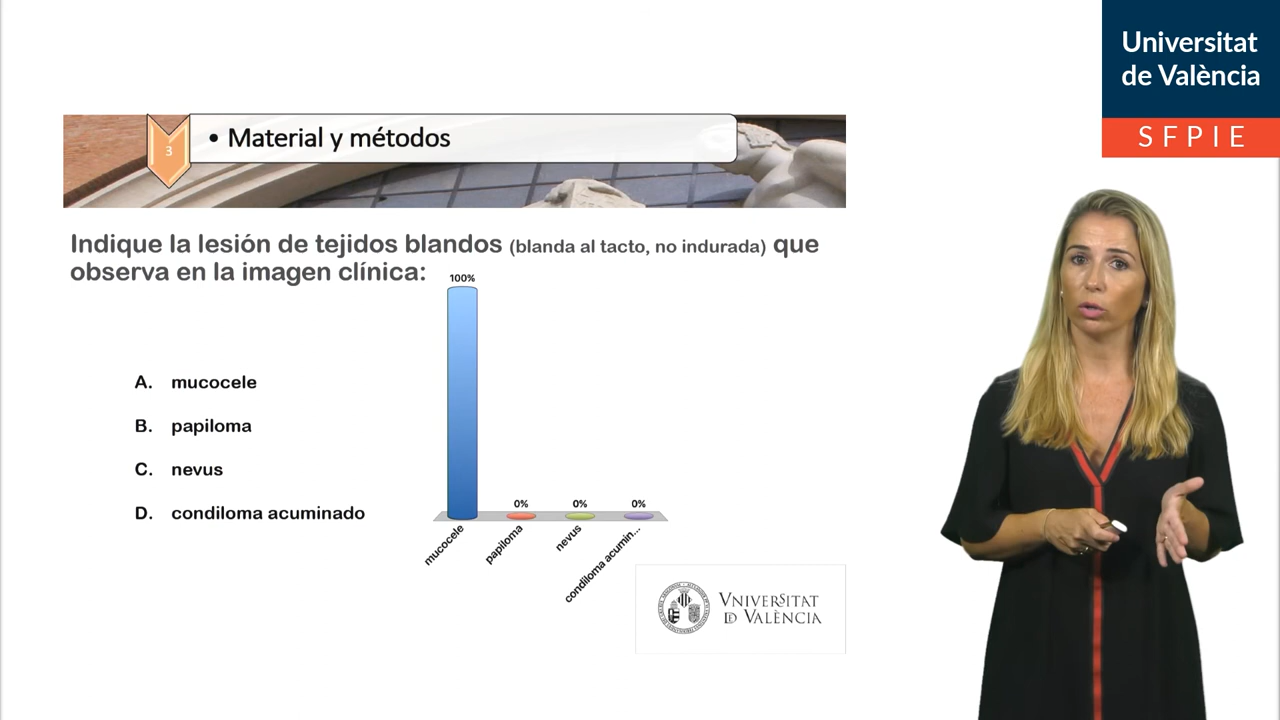 Universitat
de València
SFPIE
3
• Material y métodos
Indique la lesión de tejidos blandos (blanda al tacto, no indurada) que
observa en la imagen clínica:
100%
A. mucocele
B. papiloma
C. nevus
D. condiloma acuminado
0%
0%
0%
mucocele
papiloma
nevus
condiloma acumin...
VNIVERSITAT
DE VALÈNCIA